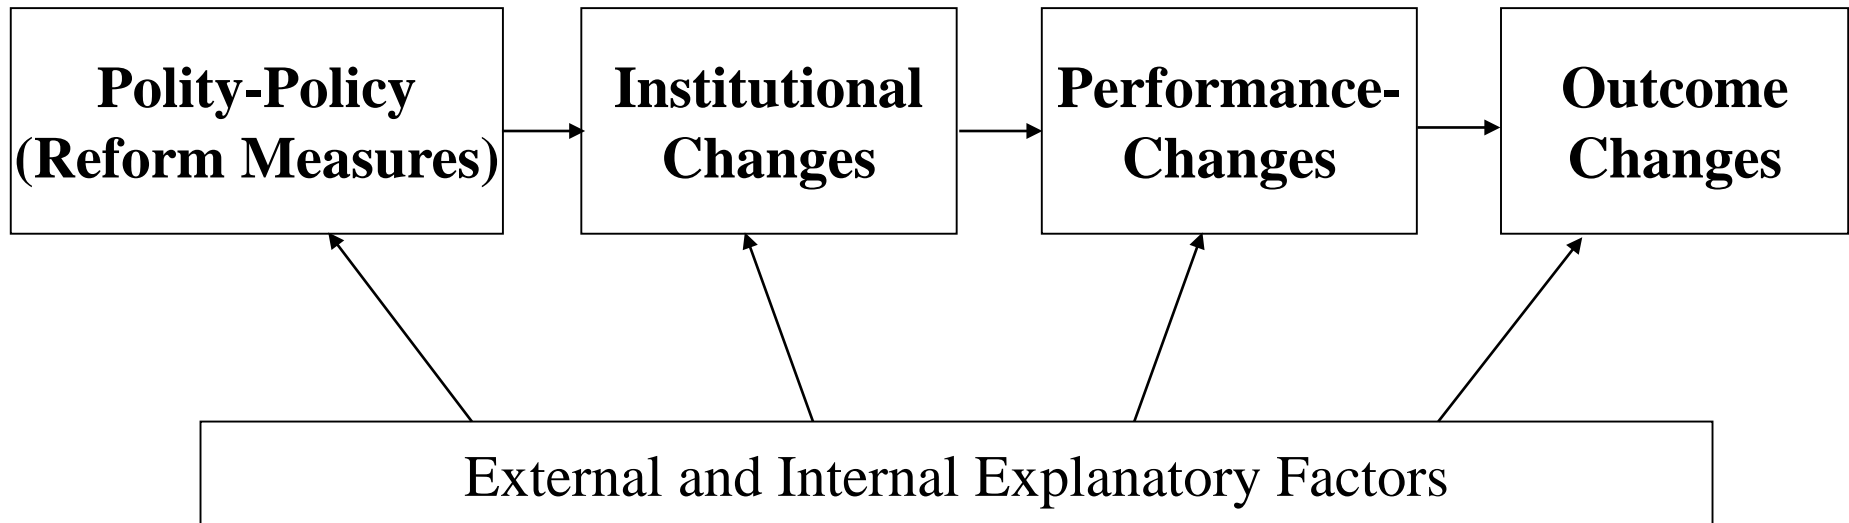 Polity-Policy
(Reform Measures)
Institutional
Changes
Performance-
Changes
Outcome
Changes
External and Internal Explanatory Factors